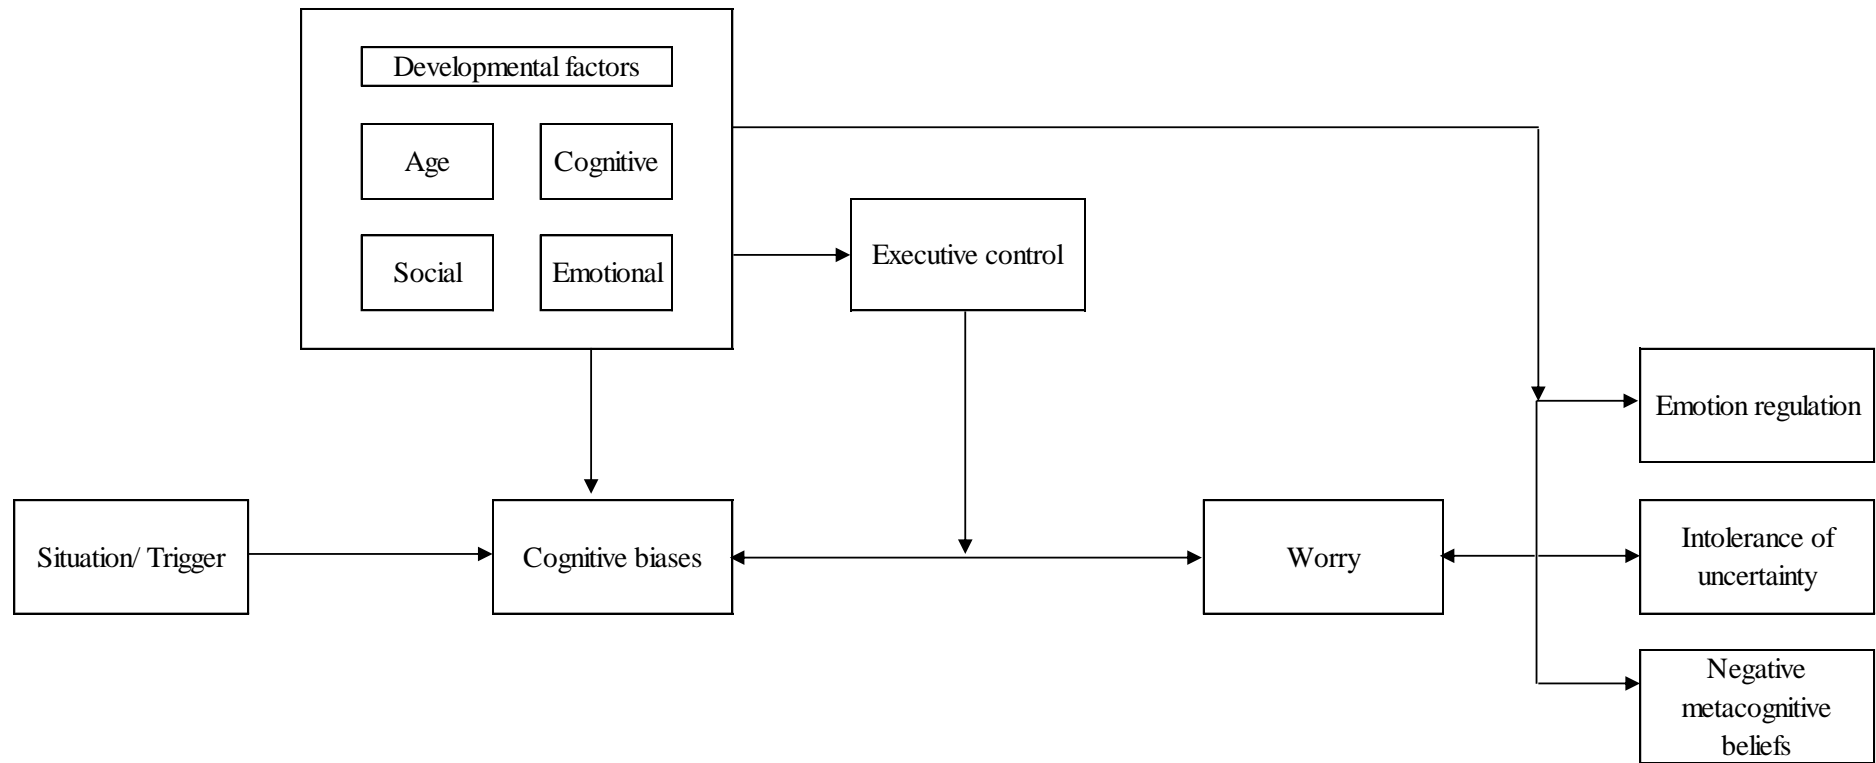 Developmental factors
Age
Cognitive
Social
Emotional
Executive control
Emotion regulation
Situation/ Trigger
Cognitive biases
Worry
Intolerance of
uncertainty
Negative
metacognitive
beliefs